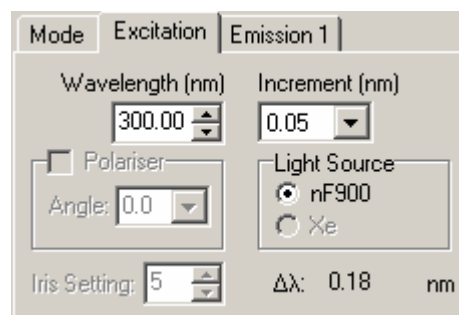 Mode Excitation Emission 1
Wavelength (nm) Increment (nm)
300.00 0.05
Polariser Light Source
Angle: 0.0 nF900
Xe
Iris Setting: 5 Δλ: 0.18 nm